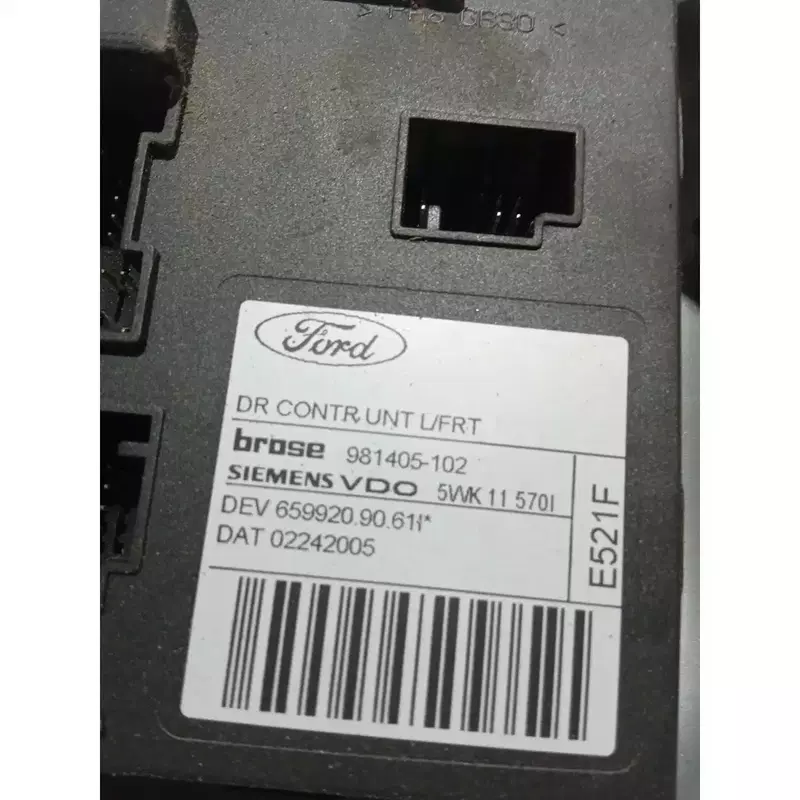 Ford
DR CONTR,UNT L/FRT
brose 981405-102
SIEMENS VDO 5WK 11 570I
DEV 659920.90.61
DAT 02242005
E521F